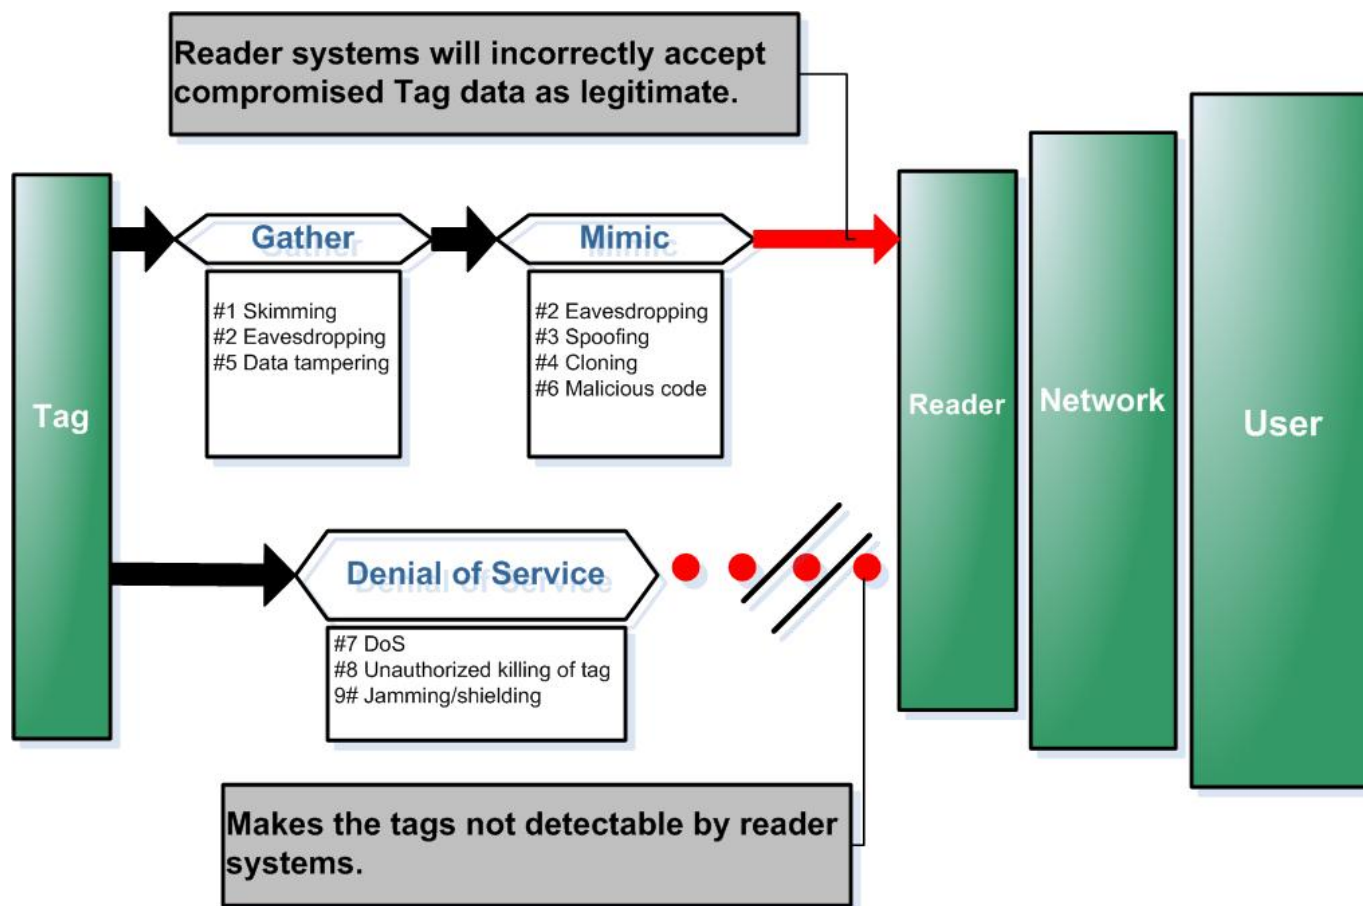 Reader systems will incorrectly accept
compromised Tag data as legitimate.
Tag
Gather
#1 Skimming
#2 Eavesdropping
#5 Data tampering
Mimic
#2 Eavesdropping
#3 Spoofing
#4 Cloning
#6 Malicious code
Reader
Network
User
Denial of Service
#7 DoS
#8 Unauthorized killing of tag
9# Jamming/shielding
Makes the tags not detectable by reader
systems.